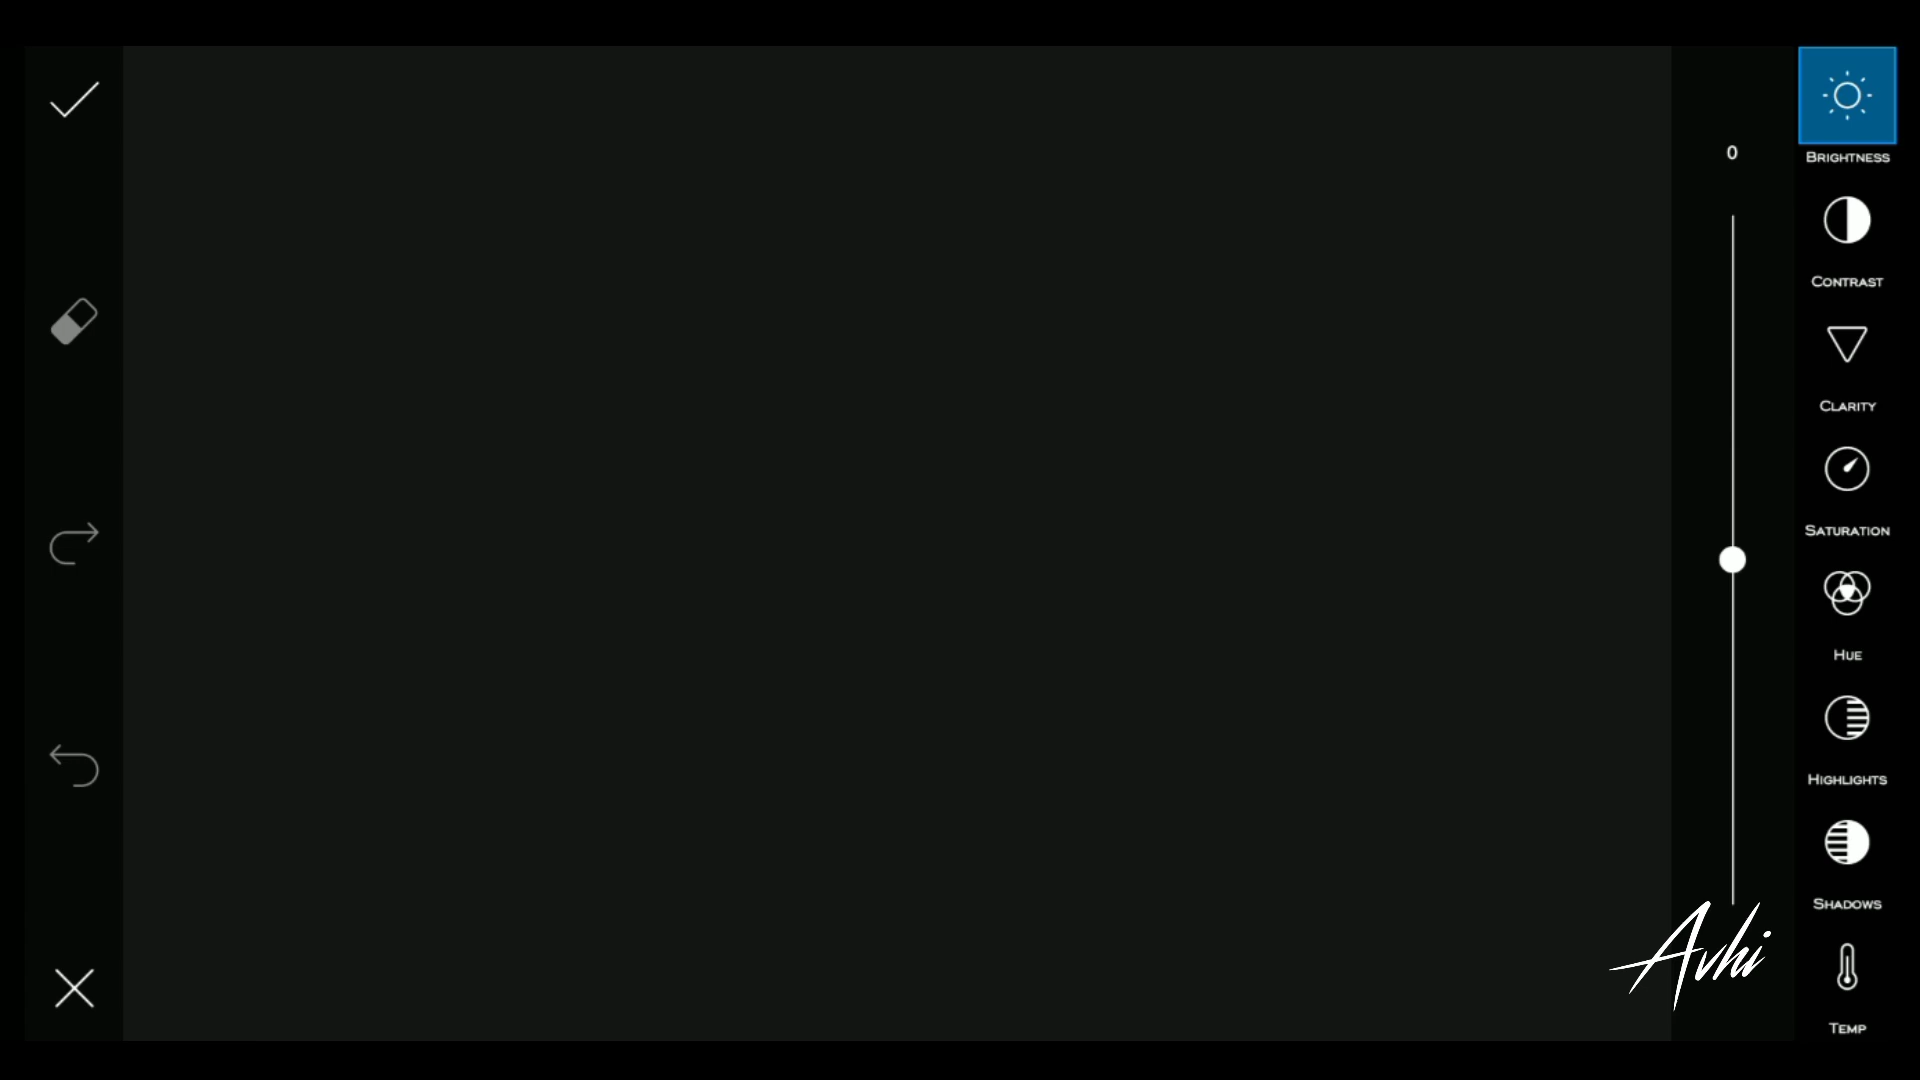 0
BRIGHTNESS
CONTRAST
CLARITY
SATURATION
HUE
HIGHLIGHTS
SHADOWS
Avhi
TEMP